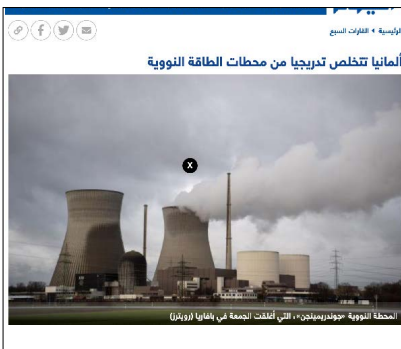 الرئيسية ‹ القارات السبع
ألمانيا تتخلص تدريجيا من محطات الطاقة النووية
X
المحطة النووية «جوندريمينجن»، التي أغلقت الجمعة في بافاريا (رويترز)